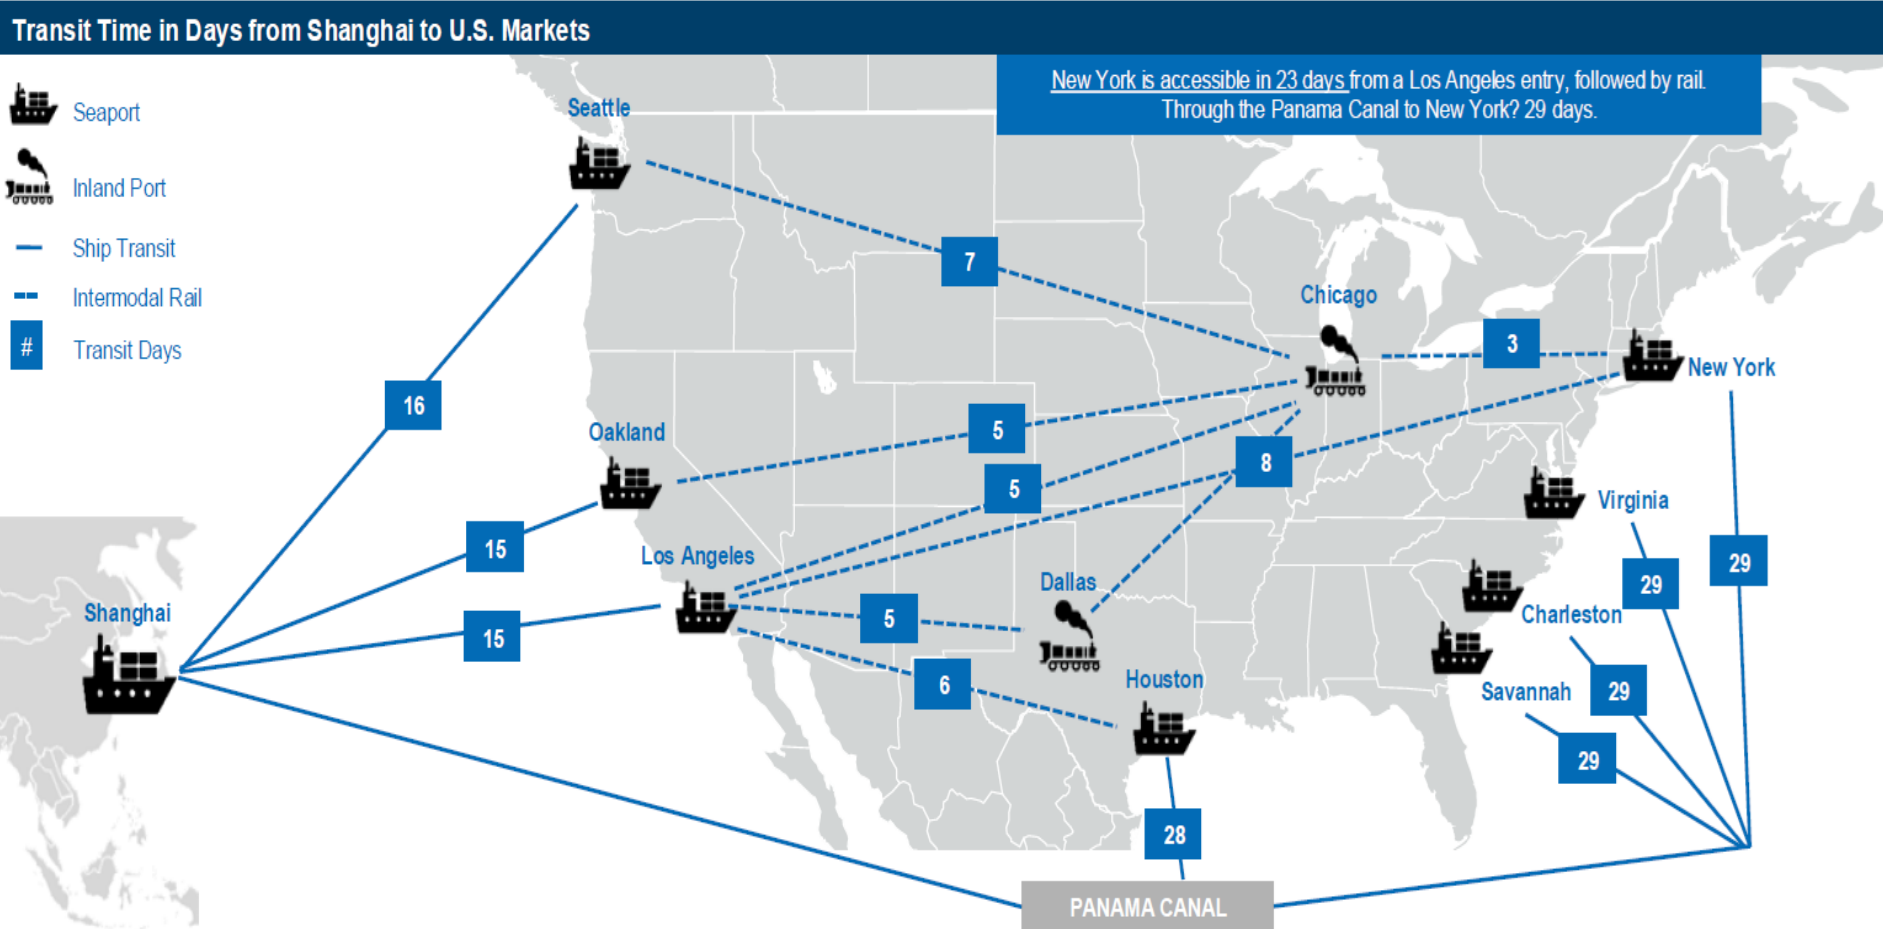 Transit Time in Days from Shanghai to U.S. Markets
New York is accessible in 23 days from a Los Angeles entry, followed by rail.
Through the Panama Canal to New York? 29 days.
Seaport
Inland Port
Ship Transit
Intermodal Rail
# Transit Days
Seattle
7
Chicago
3
New York
16
Oakland
5
8
5
15
Virginia
Los Angeles
29
Dallas
29
Shanghai
Charleston
5
15
Houston
6
Savannah
29
29
28
PANAMA CANAL